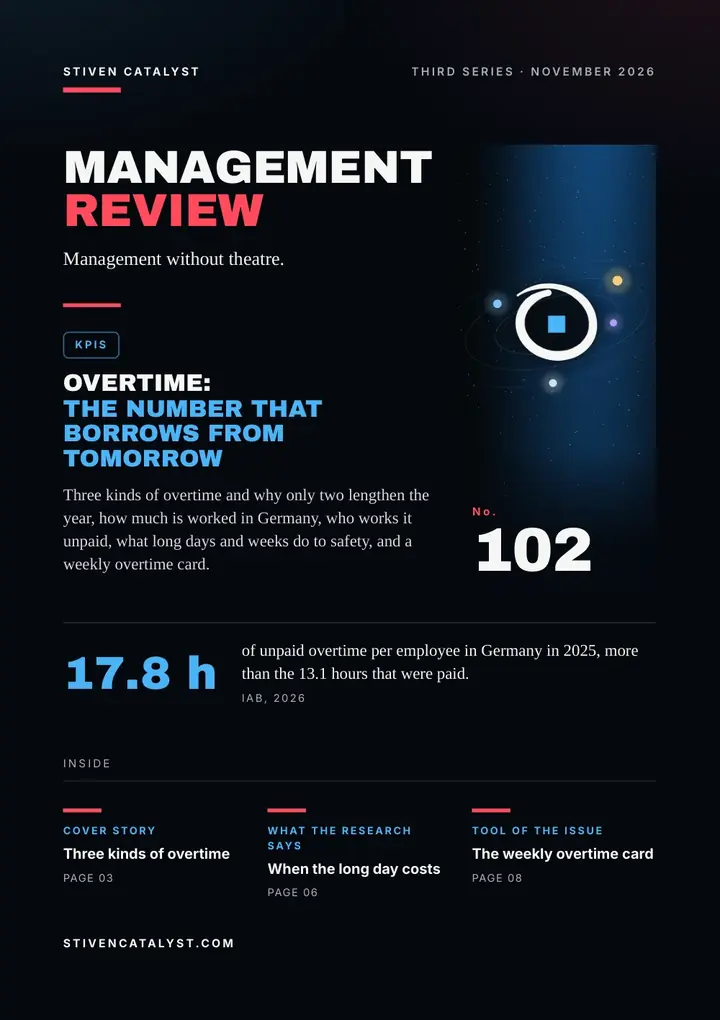 STIVEN CATALYST
THIRD SERIES · NOVEMBER 2026
MANAGEMENT
REVIEW
Management without theatre.
KPIS
OVERTIME:
THE NUMBER THAT
BORROWS FROM
TOMORROW
Three kinds of overtime and why only two lengthen the
year, how much is worked in Germany, who works it
unpaid, what long days and weeks do to safety, and a
weekly overtime card.
No.
102
17.8 h
of unpaid overtime per employee in Germany in 2025, more
than the 13.1 hours that were paid.
IAB, 2026
INSIDE
COVER STORY
Three kinds of overtime
PAGE 03
WHAT THE RESEARCH
SAYS
When the long day costs
PAGE 06
TOOL OF THE ISSUE
The weekly overtime card
PAGE 08
STIVENCATALYST.COM